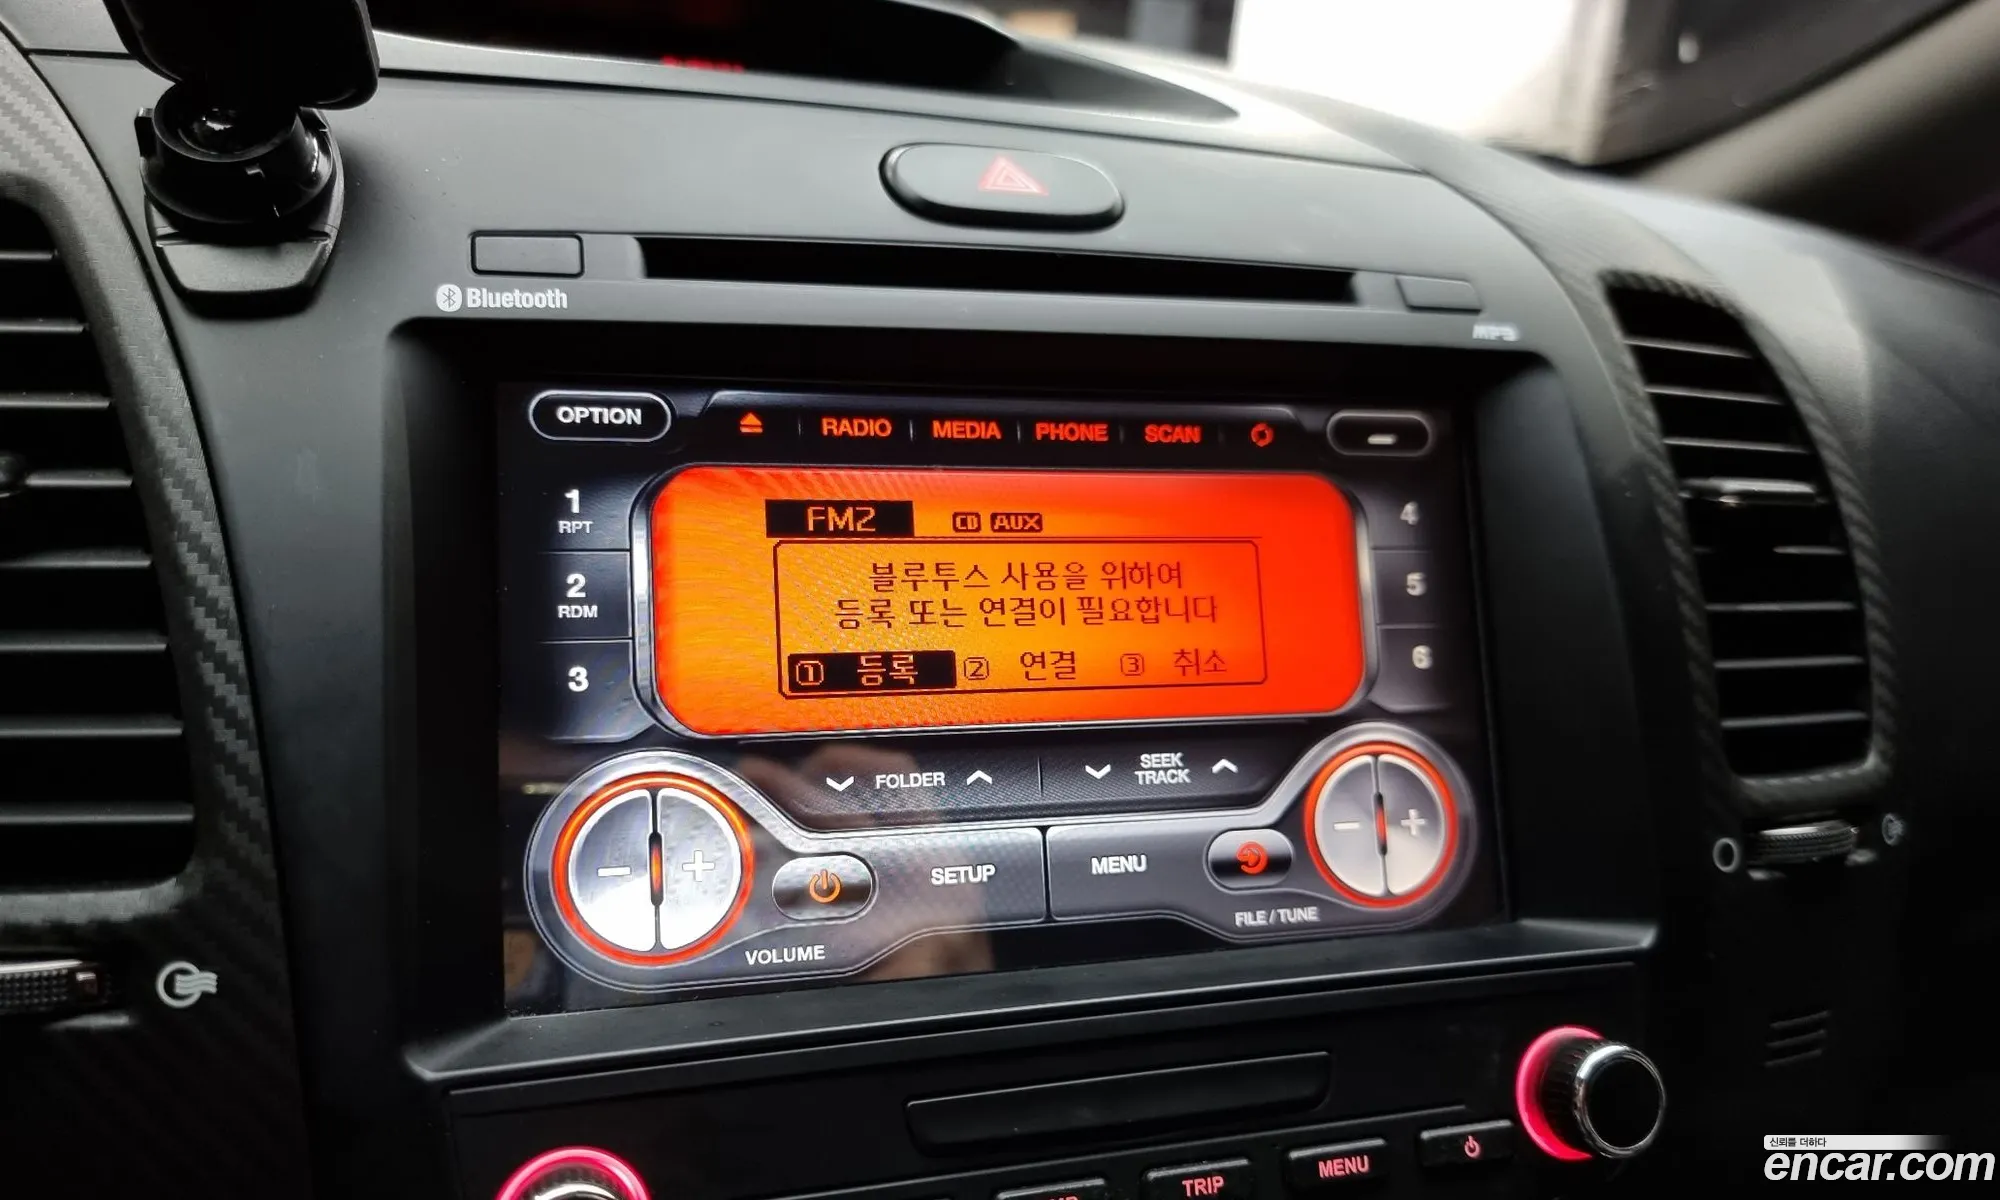 Bluetooth
MP3
OPTION
RADIO
MEDIA
PHONE
SCAN
1
RPT
2
RDM
3
4
5
6
FM2
CD
AUX
블루투스 사용을 위하여
등록 또는 연결이 필요합니다
1 등록 2 연결 3 취소
FOLDER
SEEK
TRACK
SETUP
MENU
VOLUME
FILE / TUNE
TRIP
MENU
신뢰를 더하다
encar.com